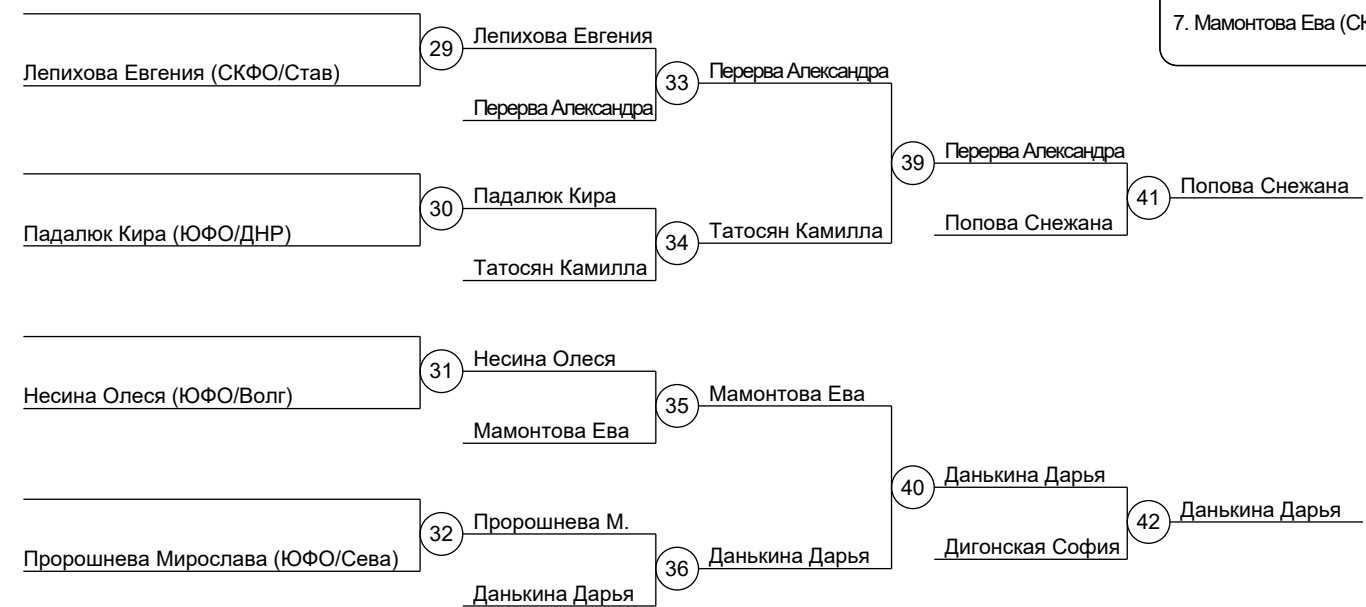 7. Мамонтова Ева (СК
29
Лепихова Евгения
Лепихова Евгения (СКФО/Став)
33
Перерва Александра
Перерва Александра
39
Перерва Александра
30
Падалюк Кира
41
Попова Снежана
Падалюк Кира (ЮФО/ДНР)
34
Татосян Камилла
Попова Снежана
Татосян Камилла
31
Несина Олеся
Несина Олеся (ЮФО/Волг)
35
Мамонтова Ева
Мамонтова Ева
40
Данькина Дарья
32
Пророшнева М.
42
Данькина Дарья
Пророшнева Мирослава (ЮФО/Сева)
36
Данькина Дарья
Дигонская София
Данькина Дарья